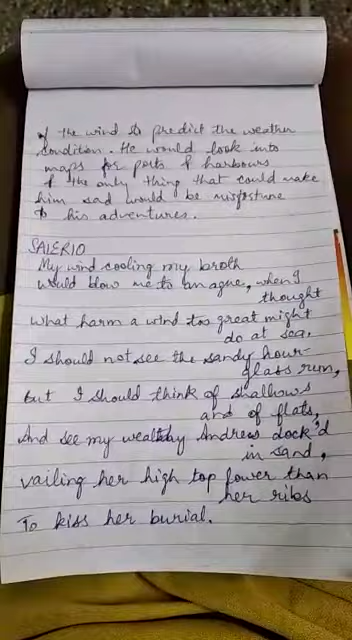 of the wind to predict the weather
condition. He would look into
maps for ports & harbours
& the only thing that could make
him sad would be misfortune
to his adventures.
SALERIO
My wind cooling my broth
would blow me to an ague, when I
thought
what harm a wind too great might
do at sea.
I should not see the sandy hour-
glass run,
but I should think of shallows
and of flats,
And see my wealthy Andrew dock'd
in sand,
vailing her high top lower than
her ribs
To kiss her burial.